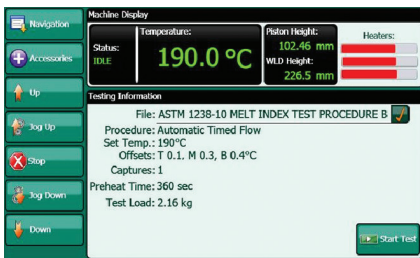 Navigation
Accessories
Up
Jog Up
Stop
Jog Down
Down
Machine Display
Status:
IDLE
Temperature:
190.0 °C
Piston Height:
102.46 mm
WLD Height:
226.5 mm
Heaters:
Testing Information
File: ASTM 1238-10 MELT INDEX TEST PROCEDURE B
Procedure: Automatic Timed Flow
Set Temp.: 190°C
Offsets: T 0.1, M 0.3, B 0.4°C
Captures: 1
Preheat Time: 360 sec
Test Load: 2.16 kg
Start Test